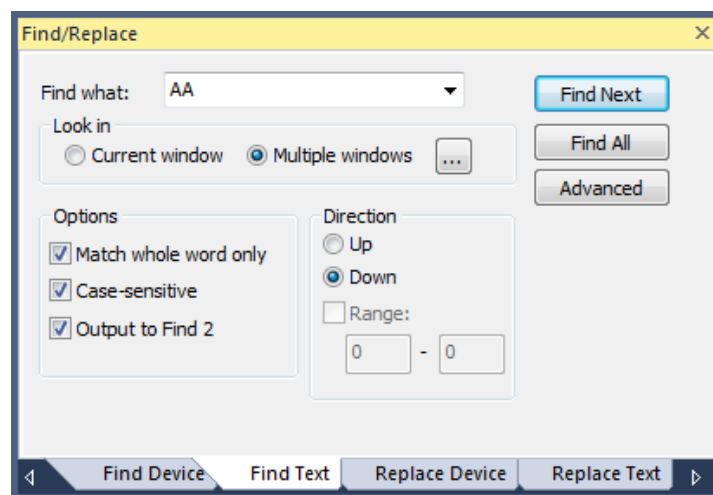 Find/Replace
Find what: AA
Find Next
Look in
Current window Multiple windows ...
Find All
Advanced
Options
Match whole word only
Case-sensitive
Output to Find 2
Direction
Up
Down
Range:
0 - 0
Find Device Find Text Replace Device Replace Text